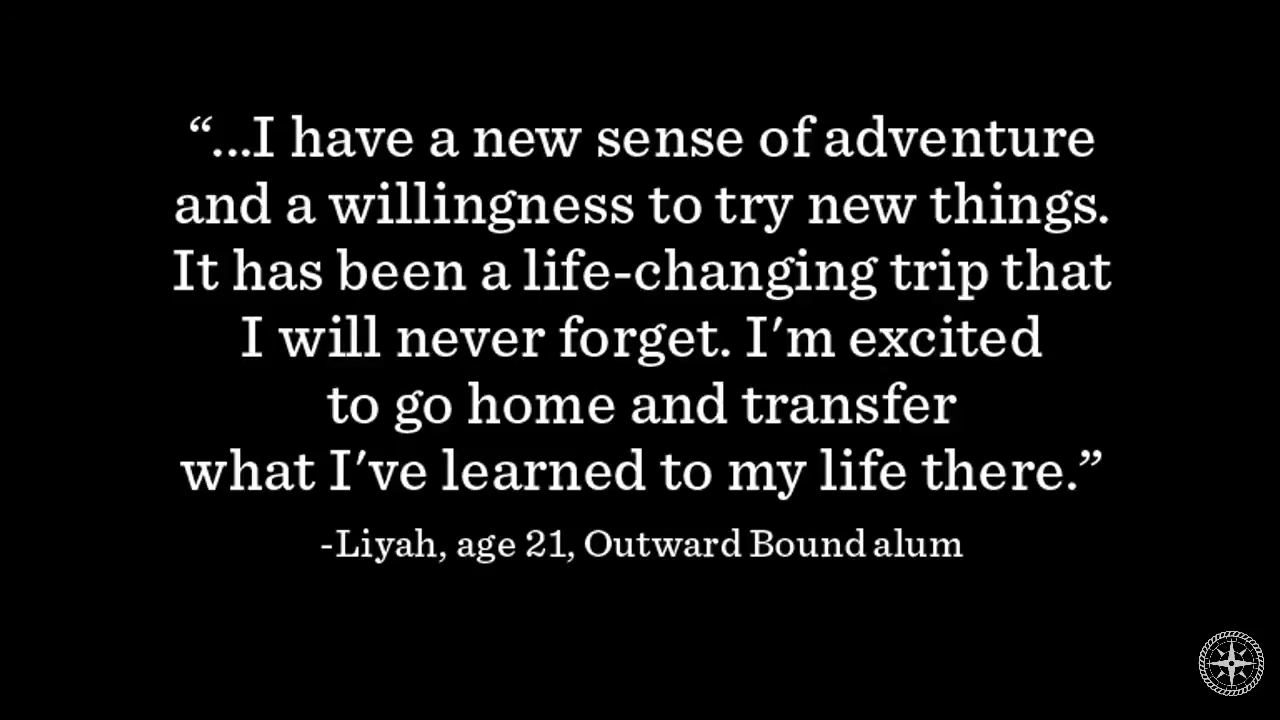 “...I have a new sense of adventure
and a willingness to try new things.
It has been a life-changing trip that
I will never forget. I'm excited
to go home and transfer
what I've learned to my life there.”
-Liyah, age 21, Outward Bound alum